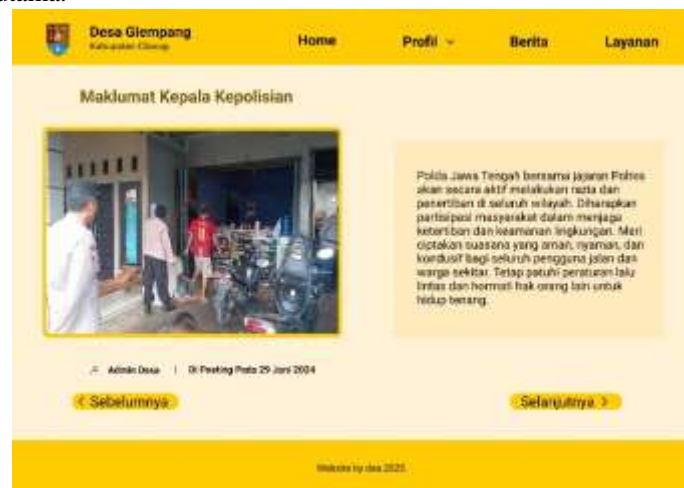 Desa Glempang
Kabupaten Cilacap
Home
Profil
Berita
Layanan
Maklumat Kepala Kepolisian
Polda Jawa Tengah bersama jajaran Polres
akan secara aktif melakukan razia dan
penertiban di seluruh wilayah. Diharapkan
partisipasi masyarakat dalam menjaga
ketertiban dan keamanan lingkungan. Mari
ciptakan suasana yang aman, nyaman, dan
kondusif bagi seluruh pengguna jalan dan
warga sekitar. Tetap patuhi peraturan lalu
lintas dan hormati hak orang lain untuk
hidup tenang.
Admin Desa | Di Posting Pada 29 Juni 2024
< Sebelumnya
Selanjutnya >
Website by dea 2025